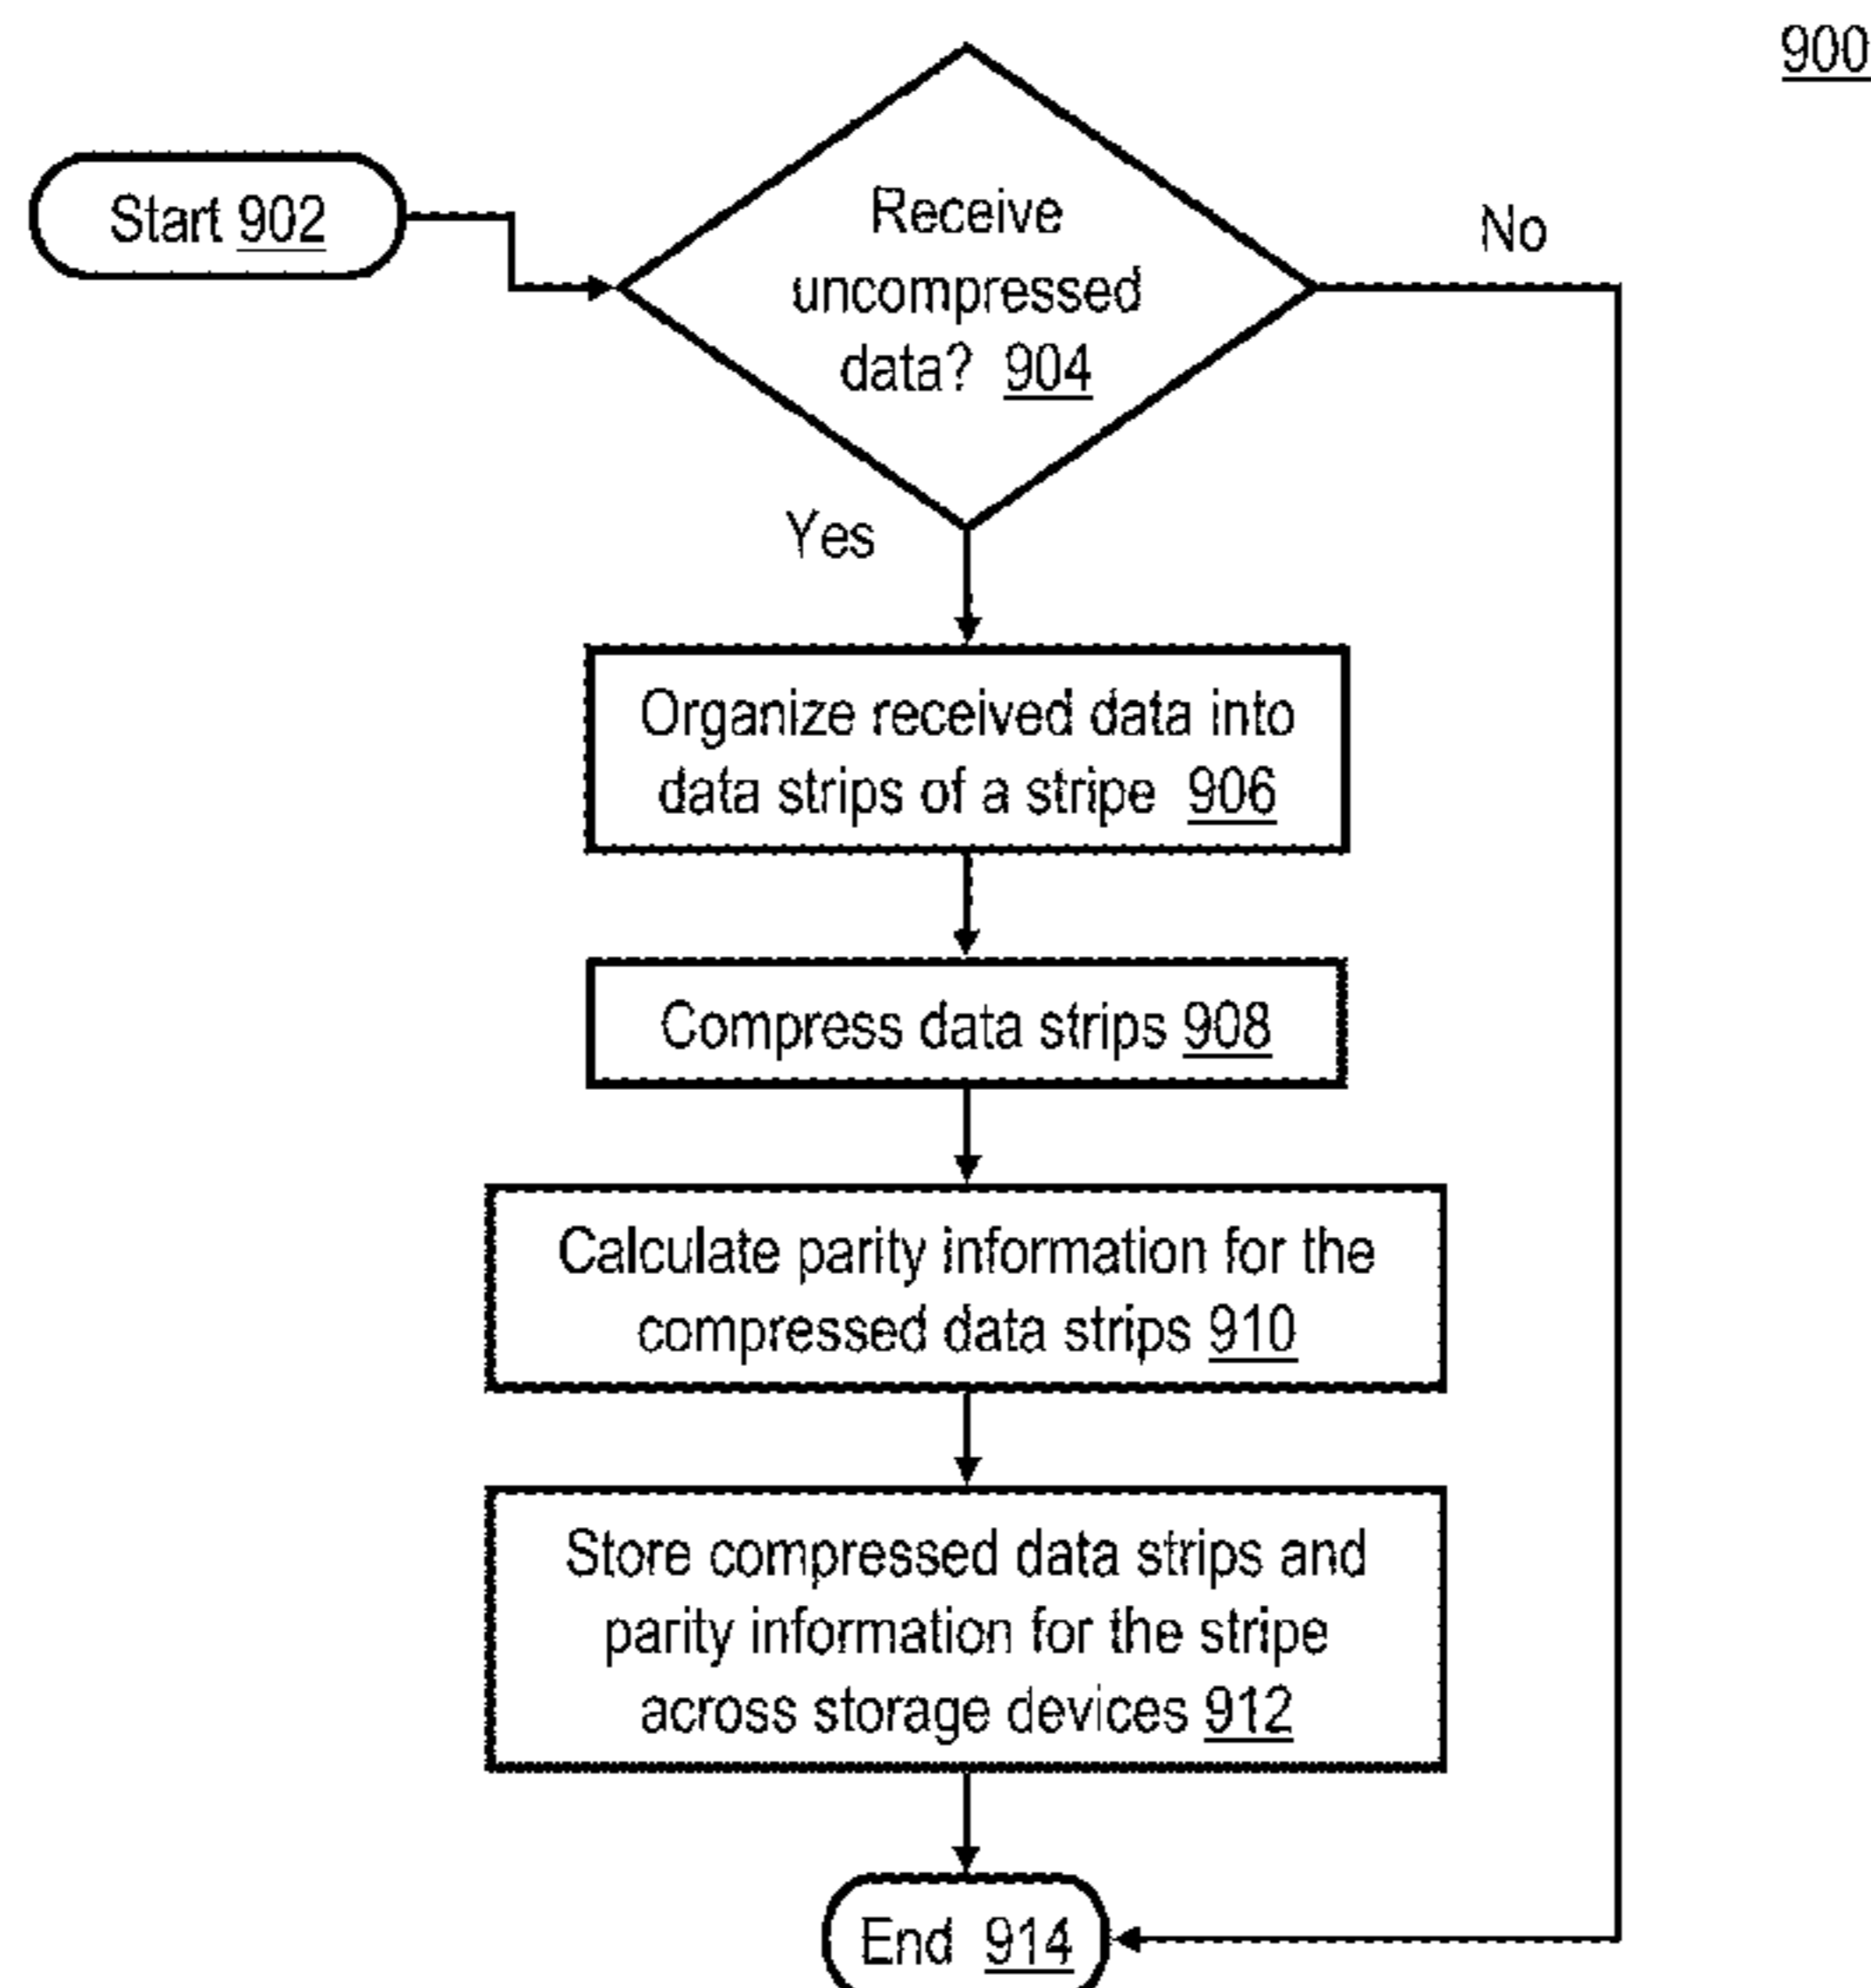 900
Start 902
Receive
uncompressed
data? 904
No
Yes
Organize received data into
data strips of a stripe 906
Compress data strips 908
Calculate parity information for the
compressed data strips 910
Store compressed data strips and
parity information for the stripe
across storage devices 912
End 914